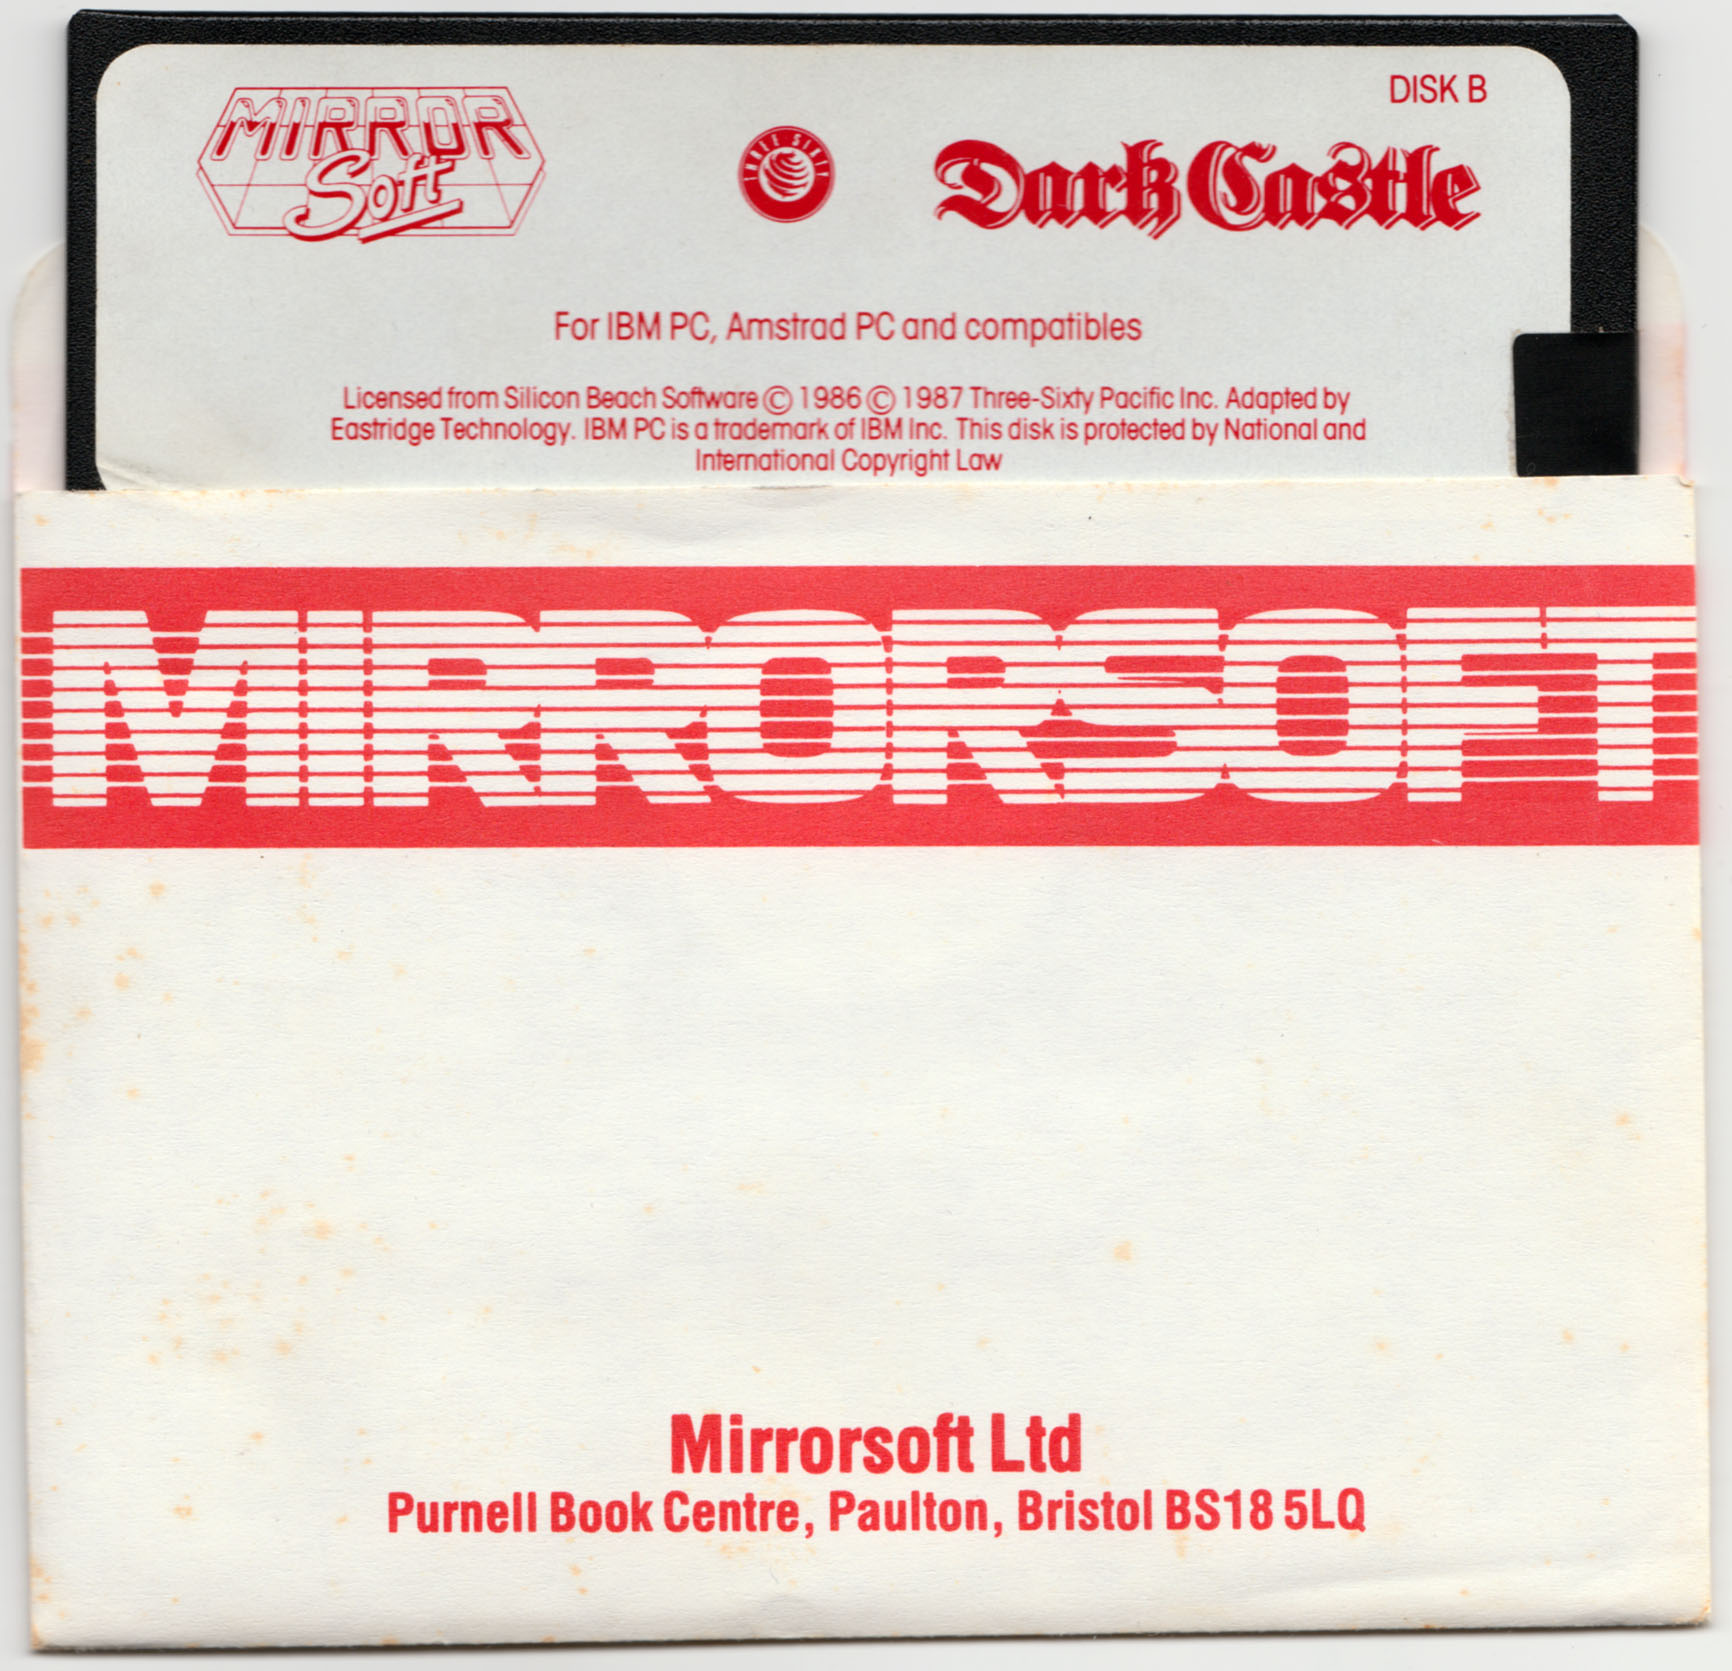 DISK B
MIRROR
Soft
THREE SIXTY
Dark Castle
For IBM PC, Amstrad PC and compatibles
Licensed from Silicon Beach Software © 1986 © 1987 Three-Sixty Pacific Inc. Adapted by
Eastridge Technology. IBM PC is a trademark of IBM Inc. This disk is protected by National and
International Copyright Law
MIRRORSOFT
Mirrorsoft Ltd
Purnell Book Centre, Paulton, Bristol BS18 5LQ